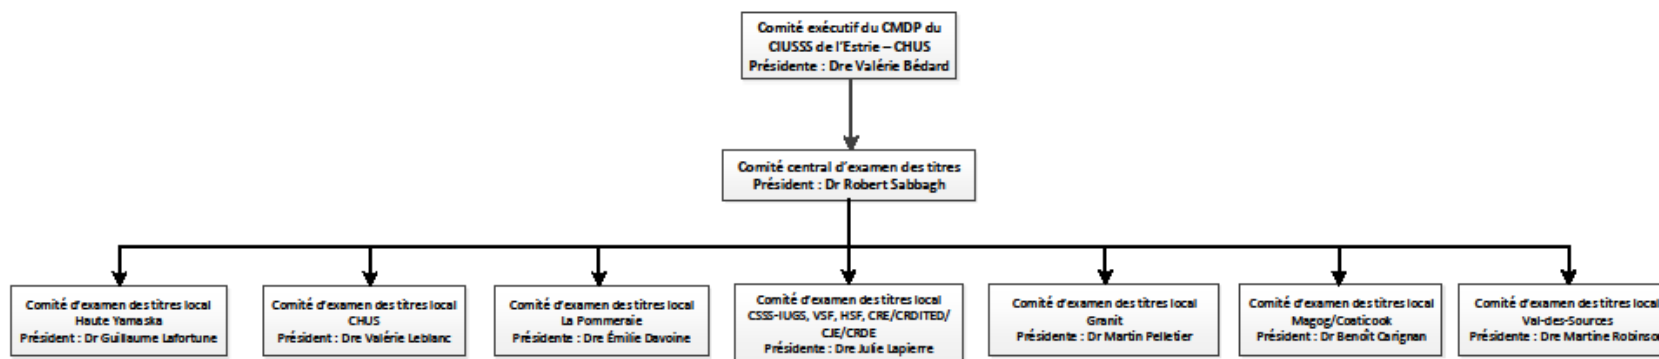 Comité exécutif du CMDP du
CIUSSS de l'Estrie – CHUS
Présidente : Dre Valérie Bédard
Comité central d'examen des titres
Président : Dr Robert Sabbagh
Comité d'examen des titres local
Haute Yamaska
Président : Dr Guillaume Lafortune
Comité d'examen des titres local
CHUS
Président : Dre Valérie Leblanc
Comité d'examen des titres local
La Pommeraie
Présidente : Dre Émilie Davoine
Comité d'examen des titres local
CSSS-IUGS, VSF, HSF, CRE/CRDITED/
CJE/CRDE
Présidente : Dre Julie Lapierre
Comité d'examen des titres local
Granit
Présidente : Dr Martin Pelletier
Comité d'examen des titres local
Magog/Coaticook
Président : Dr Benoît Carignan
Comité d'examen des titres local
Val-des-Sources
Présidente : Dre Martine Robinson